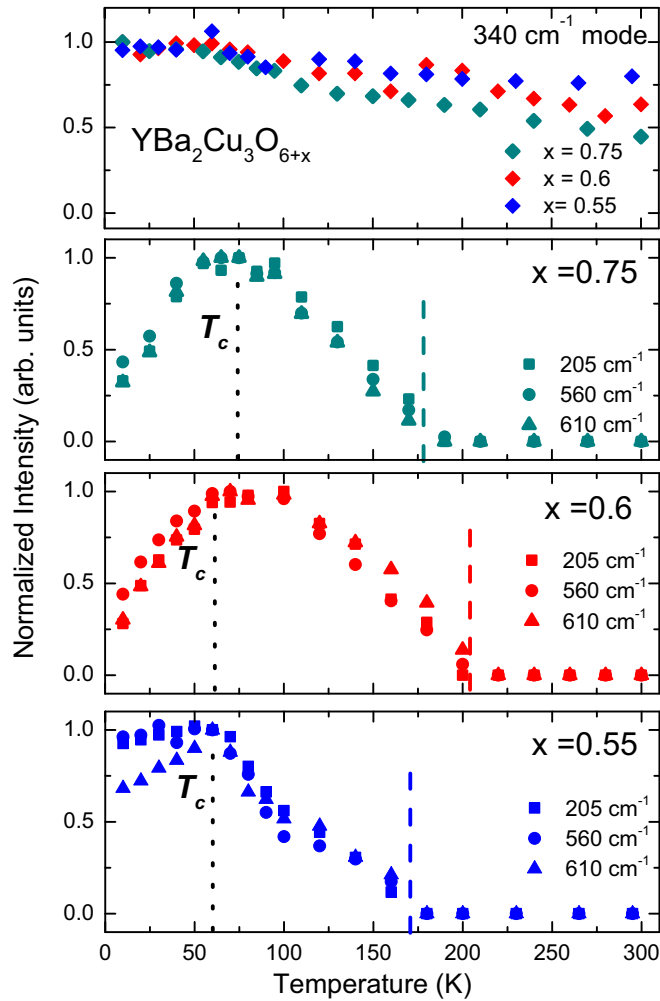 Normalized Intensity (arb. units)
340 cm⁻¹ mode
1.0
0.5
0.0
YBa₂Cu₃O₆₊ₓ
x = 0.75
x = 0.6
x= 0.55
x =0.75
1.0
0.5
0.0
T_c
205 cm⁻¹
560 cm⁻¹
610 cm⁻¹
x =0.6
1.0
0.5
0.0
T_c
205 cm⁻¹
560 cm⁻¹
610 cm⁻¹
x =0.55
1.0
0.5
0.0
T_c
205 cm⁻¹
560 cm⁻¹
610 cm⁻¹
0 50 100 150 200 250 300
Temperature (K)